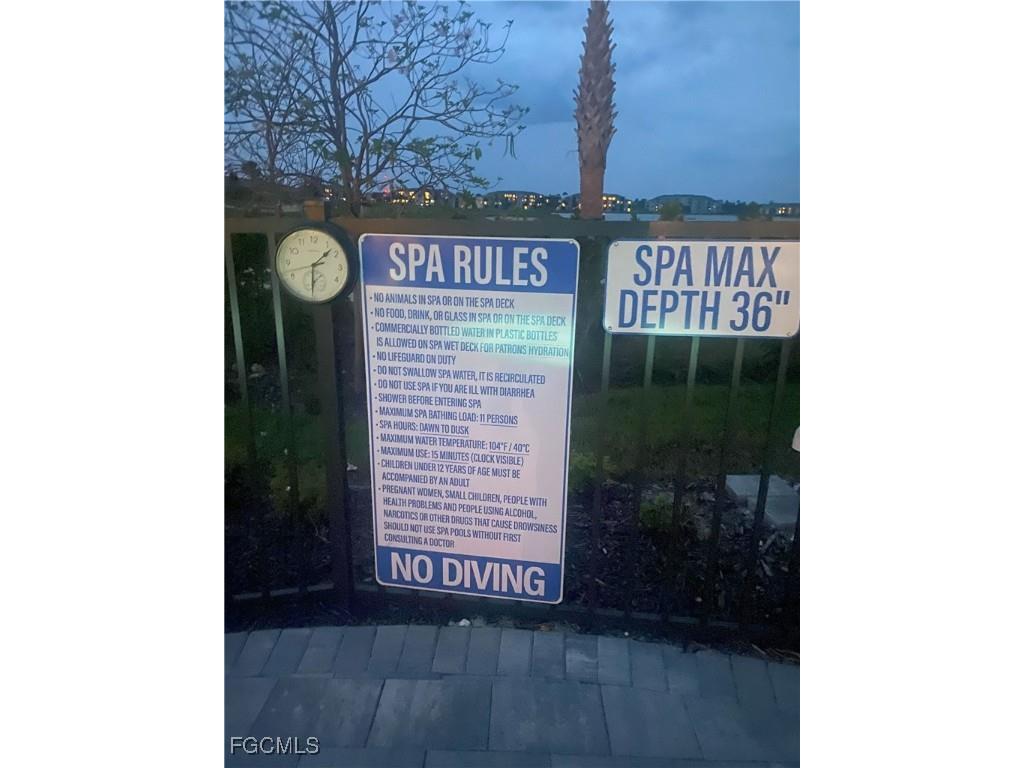 SPA RULES
• NO ANIMALS IN SPA OR ON THE SPA DECK
• NO FOOD, DRINK, OR GLASS IN SPA OR ON THE SPA DECK
• COMMERCIALLY BOTTLED WATER IN PLASTIC BOTTLES
IS ALLOWED ON SPA WET DECK FOR PATRONS HYDRATION
• NO LIFEGUARD ON DUTY
• DO NOT SWALLOW SPA WATER, IT IS RECIRCULATED
• DO NOT USE SPA IF YOU ARE ILL WITH DIARRHEA
• SHOWER BEFORE ENTERING SPA
• MAXIMUM SPA BATHING LOAD: 11 PERSONS
• SPA HOURS: DAWN TO DUSK
• MAXIMUM WATER TEMPERATURE: 104°F / 40°C
• MAXIMUM USE: 15 MINUTES (CLOCK VISIBLE)
• CHILDREN UNDER 12 YEARS OF AGE MUST BE
ACCOMPANIED BY AN ADULT
• PREGNANT WOMEN, SMALL CHILDREN, PEOPLE WITH
HEALTH PROBLEMS AND PEOPLE USING ALCOHOL,
NARCOTICS OR OTHER DRUGS THAT CAUSE DROWSINESS
SHOULD NOT USE SPA POOLS WITHOUT FIRST
CONSULTING A DOCTOR
NO DIVING
SPA MAX
DEPTH 36"
FGCMLS